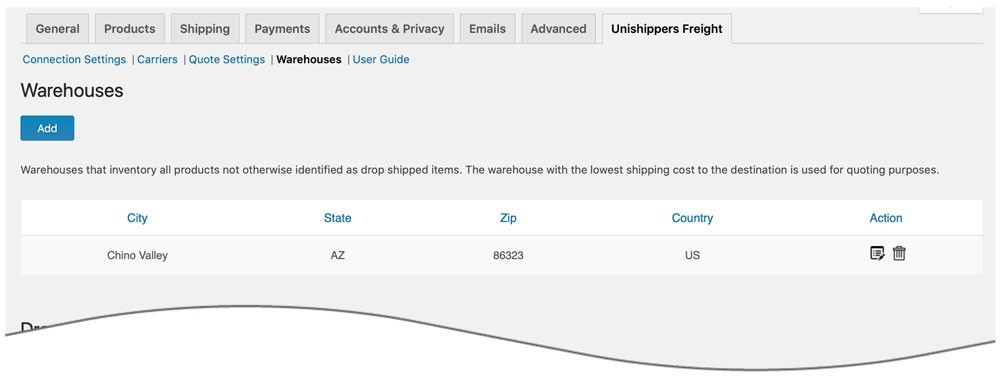 General Products Shipping Payments Accounts & Privacy Emails Advanced Unishippers Freight
Connection Settings | Carriers | Quote Settings | Warehouses | User Guide
Warehouses
Add
Warehouses that inventory all products not otherwise identified as drop shipped items. The warehouse with the lowest shipping cost to the destination is used for quoting purposes.
City State Zip Country Action
Chino Valley AZ 86323 US